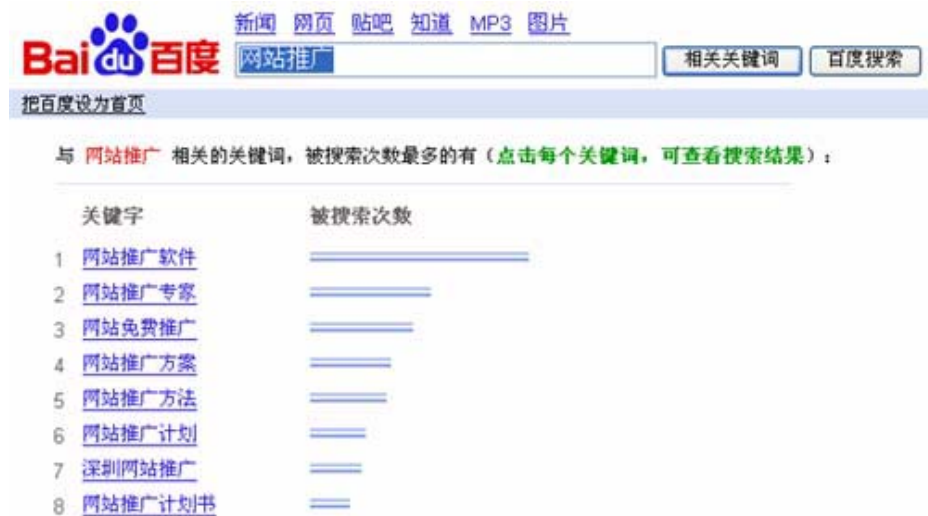 新闻 网页 贴吧 知道 MP3 图片
Bai du 百度 网站推广 相关关键词 百度搜索
把百度设为首页
与 网站推广 相关的关键词，被搜索次数最多的有（点击每个关键词，可查看搜索结果）：
关键字 被搜索次数
1 网站推广软件
2 网站推广专家
3 网站免费推广
4 网站推广方案
5 网站推广方法
6 网站推广计划
7 深圳网站推广
8 网站推广计划书